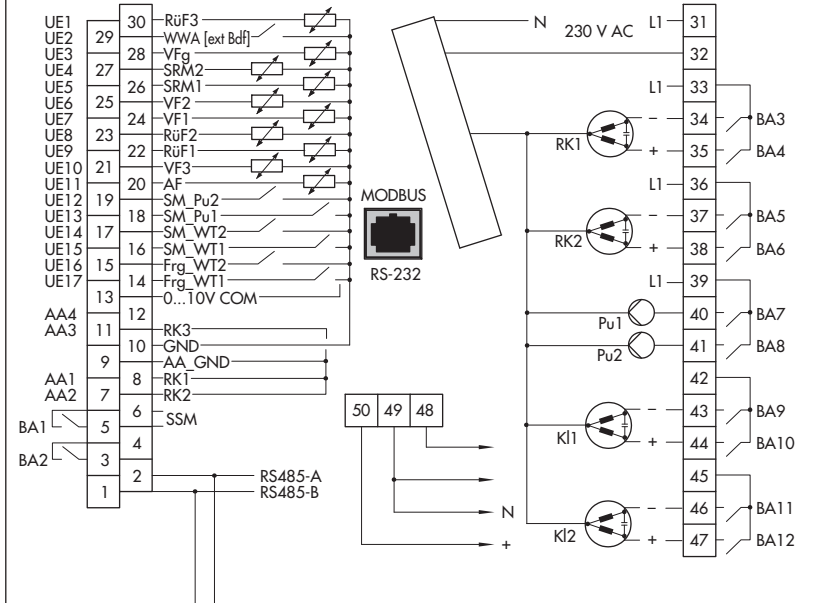 UE1 30 RüF3 N 230 V AC L1 31
UE2 29 WWA [ext Bdf]
UE3 28 VFg 32
UE4 27 SRM2
UE5 26 SRM1 L1 33
UE6 25 VF2
UE7 24 VF1 34 − BA3
UE8 23 RüF2 RK1
UE9 22 RüF1 35 + BA4
UE10 21 VF3
UE11 20 AF L1 36
UE12 19 SM_Pu2 MODBUS
UE13 18 SM_Pu1 37 − BA5
UE14 17 SM_WT2 RK2
UE15 16 SM_WT1 38 + BA6
UE16 15 Frg_WT2 RS-232
UE17 14 Frg_WT1 L1 39
13 0...10V COM
AA4 12 Pu1 40 BA7
AA3 11 RK3
10 GND Pu2 41 BA8
9 AA_GND
AA1 8 RK1 42
AA2 7 RK2
6 SSM 50 49 48 − 43 BA9
BA1 5 Kl1
4 + 44 BA10
BA2 3
2 RS485-A 45
1 RS485-B
N − 46 BA11
Kl2
+ + 47 BA12